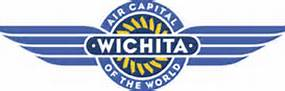 AIR CAPITAL
· WICHITA ·
OF THE WORLD